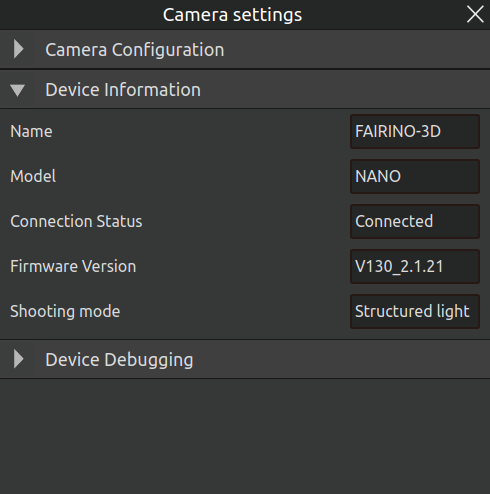 Camera settings
Camera Configuration
Device Information
Name FAIRINO-3D
Model NANO
Connection Status Connected
Firmware Version V130_2.1.21
Shooting mode Structured light
Device Debugging